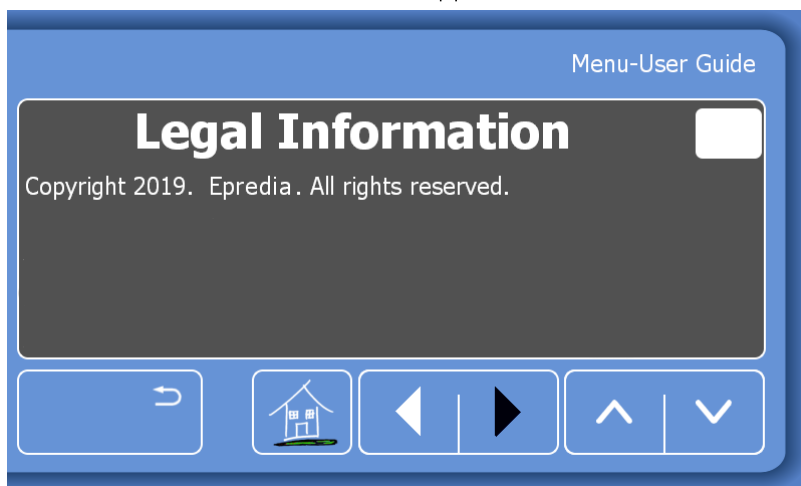 Menu-User Guide
Legal Information
Copyright 2019. Epredia. All rights reserved.